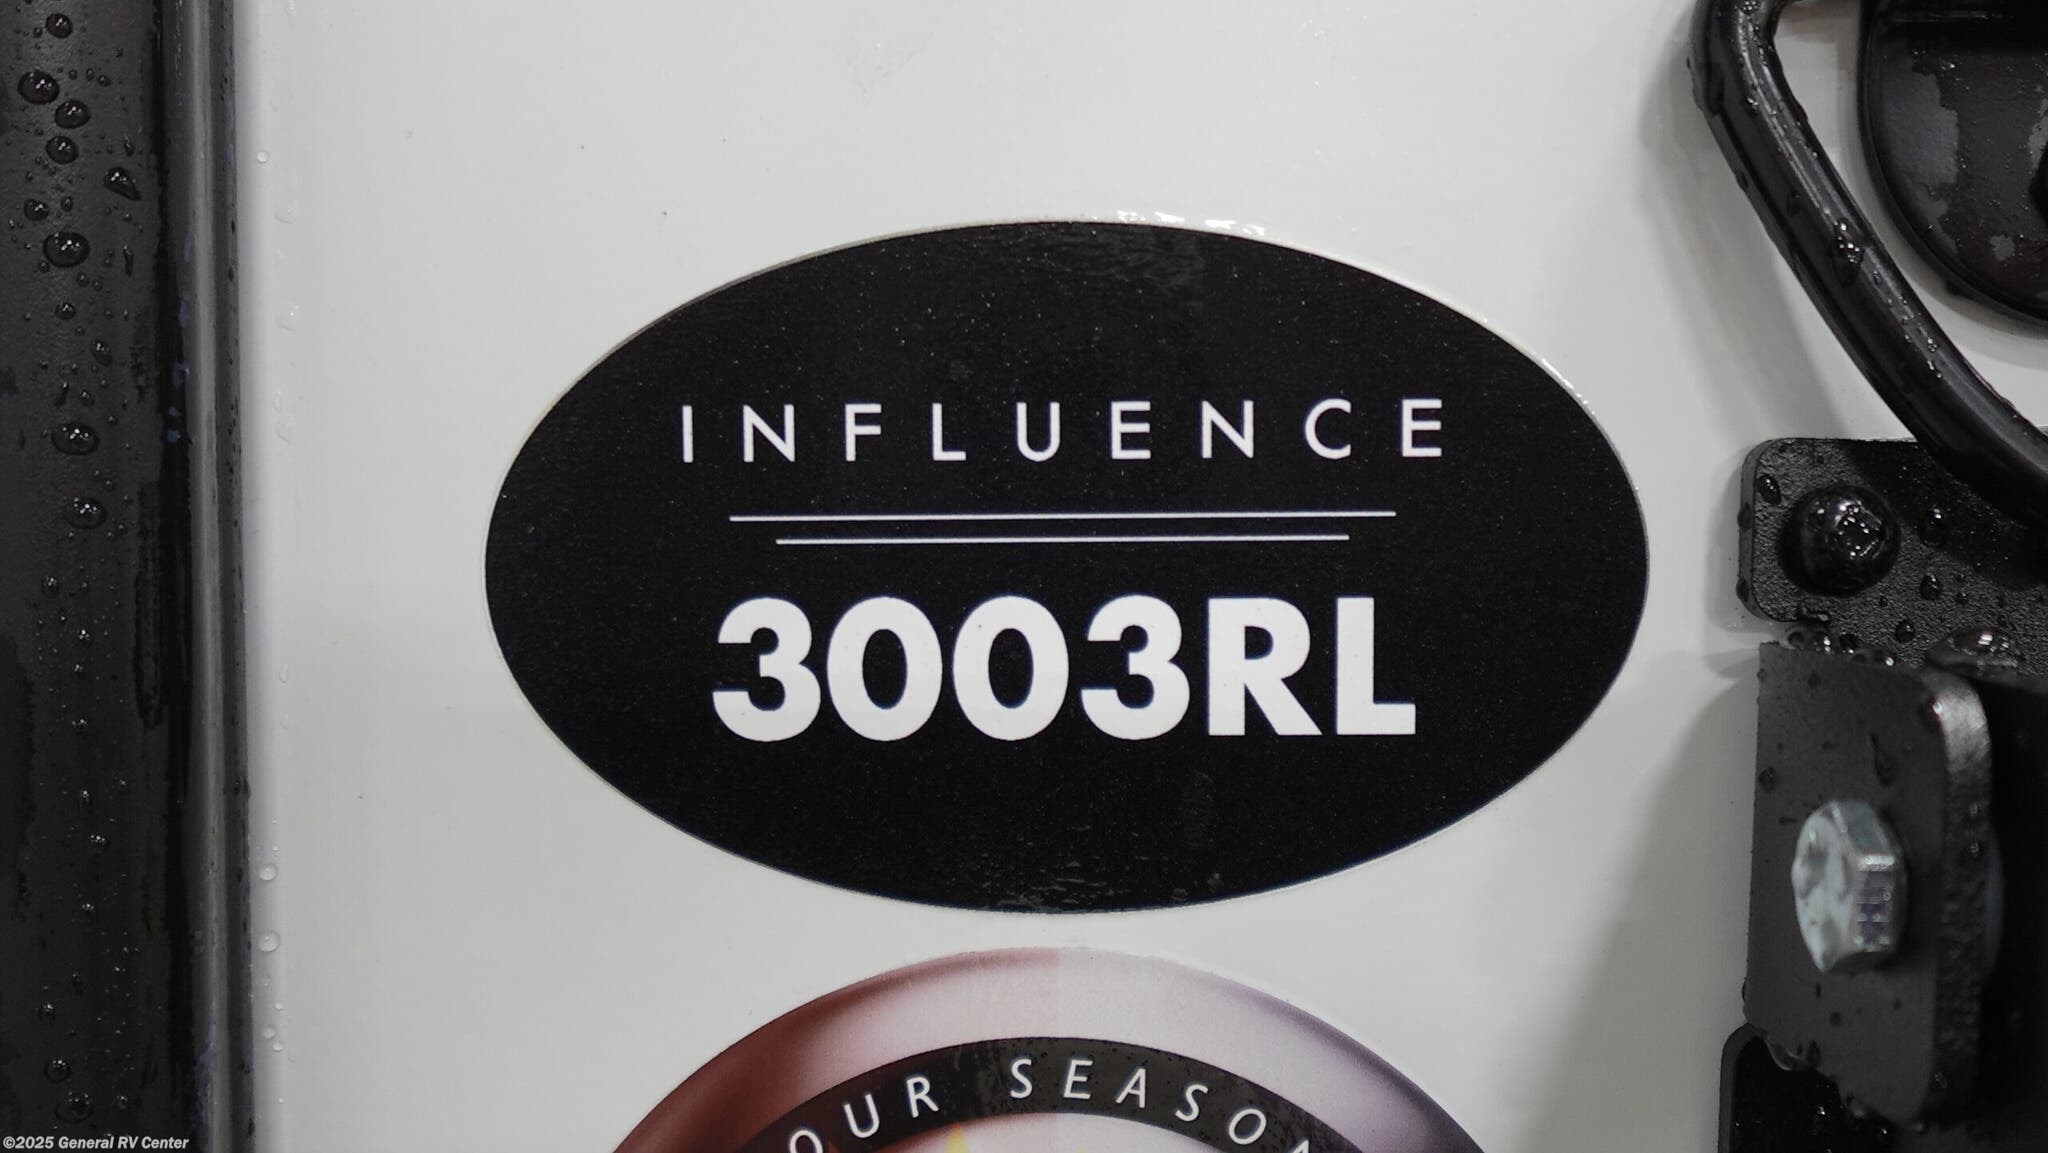 INFLUENCE
3003RL
OUR SEASON
©2025 General RV Center